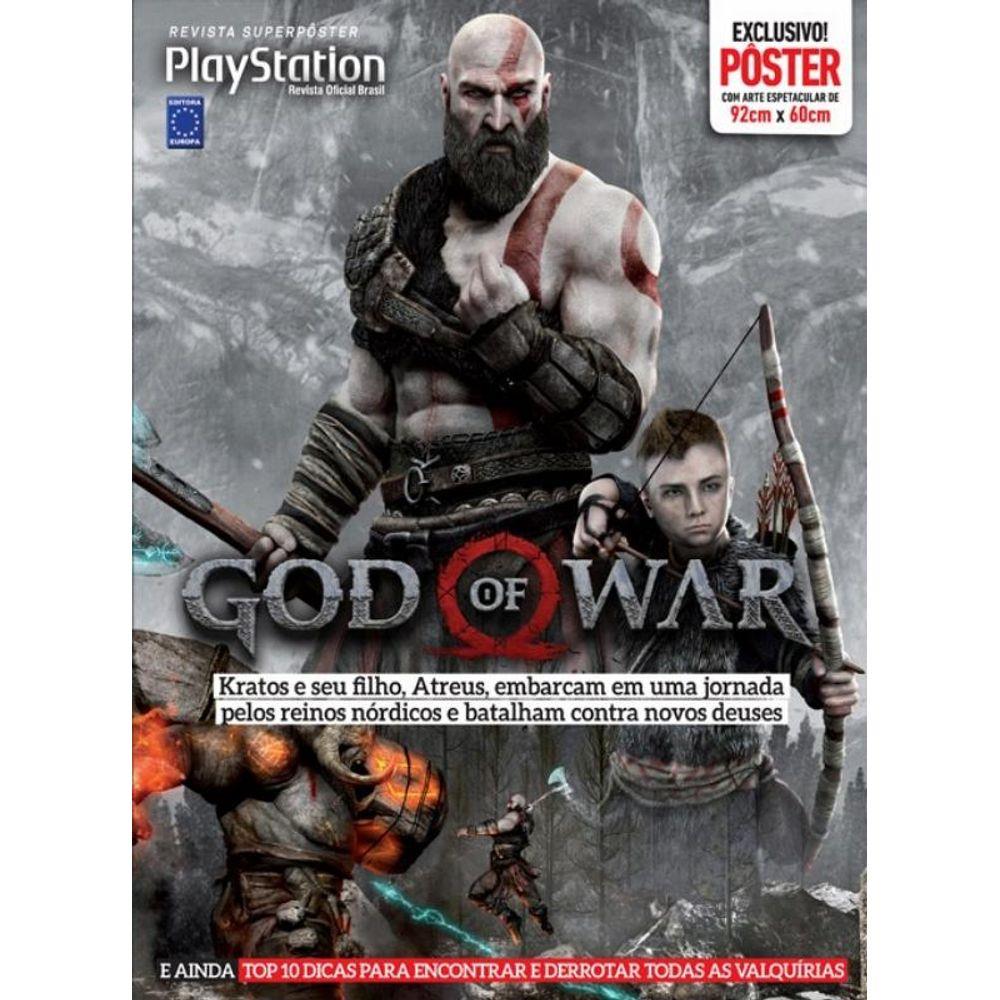 REVISTA SUPERPÔSTER
PlayStation
Revista Oficial Brasil
EDITORA
EUROPA
EXCLUSIVO!
PÔSTER
COM ARTE ESPETACULAR DE
92cm x 60cm
GOD OF WAR
Kratos e seu filho, Atreus, embarcam em uma jornada
pelos reinos nórdicos e batalham contra novos deuses
E AINDA TOP 10 DICAS PARA ENCONTRAR E DERROTAR TODAS AS VALQUÍRIAS